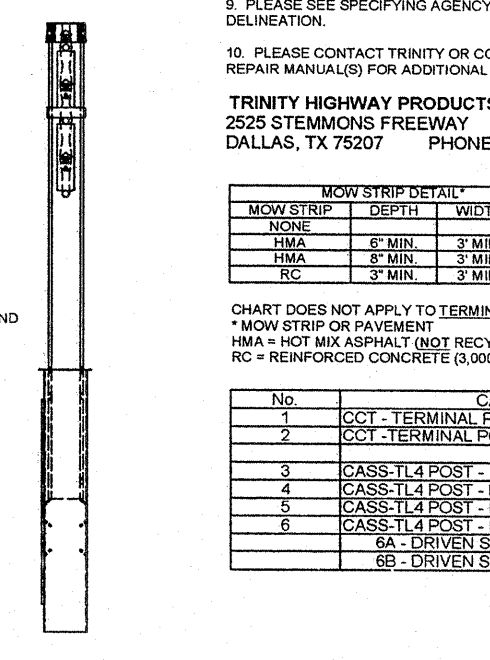 9. PLEASE SEE SPECIFYING AGENCY
DELINEATION.
10. PLEASE CONTACT TRINITY OR CO
REPAIR MANUAL(S) FOR ADDITIONAL
TRINITY HIGHWAY PRODUCTS
2525 STEMMONS FREEWAY
DALLAS, TX 75207 PHONE
MOW STRIP DETAIL*
MOW STRIP DEPTH WIDT
NONE
HMA 6" MIN. 3' MI
HMA 8" MIN. 3' MI
RC 3" MIN. 3' MI
ND
CHART DOES NOT APPLY TO TERMIN
* MOW STRIP OR PAVEMENT
HMA = HOT MIX ASPHALT (NOT RECY
RC = REINFORCED CONCRETE (3,000
No. CA
1 CCT - TERMINAL P
2 CCT -TERMINAL PO
3 CASS-TL4 POST -
4 CASS-TL4 POST -
5 CASS-TL4 POST -
6 CASS-TL4 POST -
6A - DRIVEN S
6B - DRIVEN S